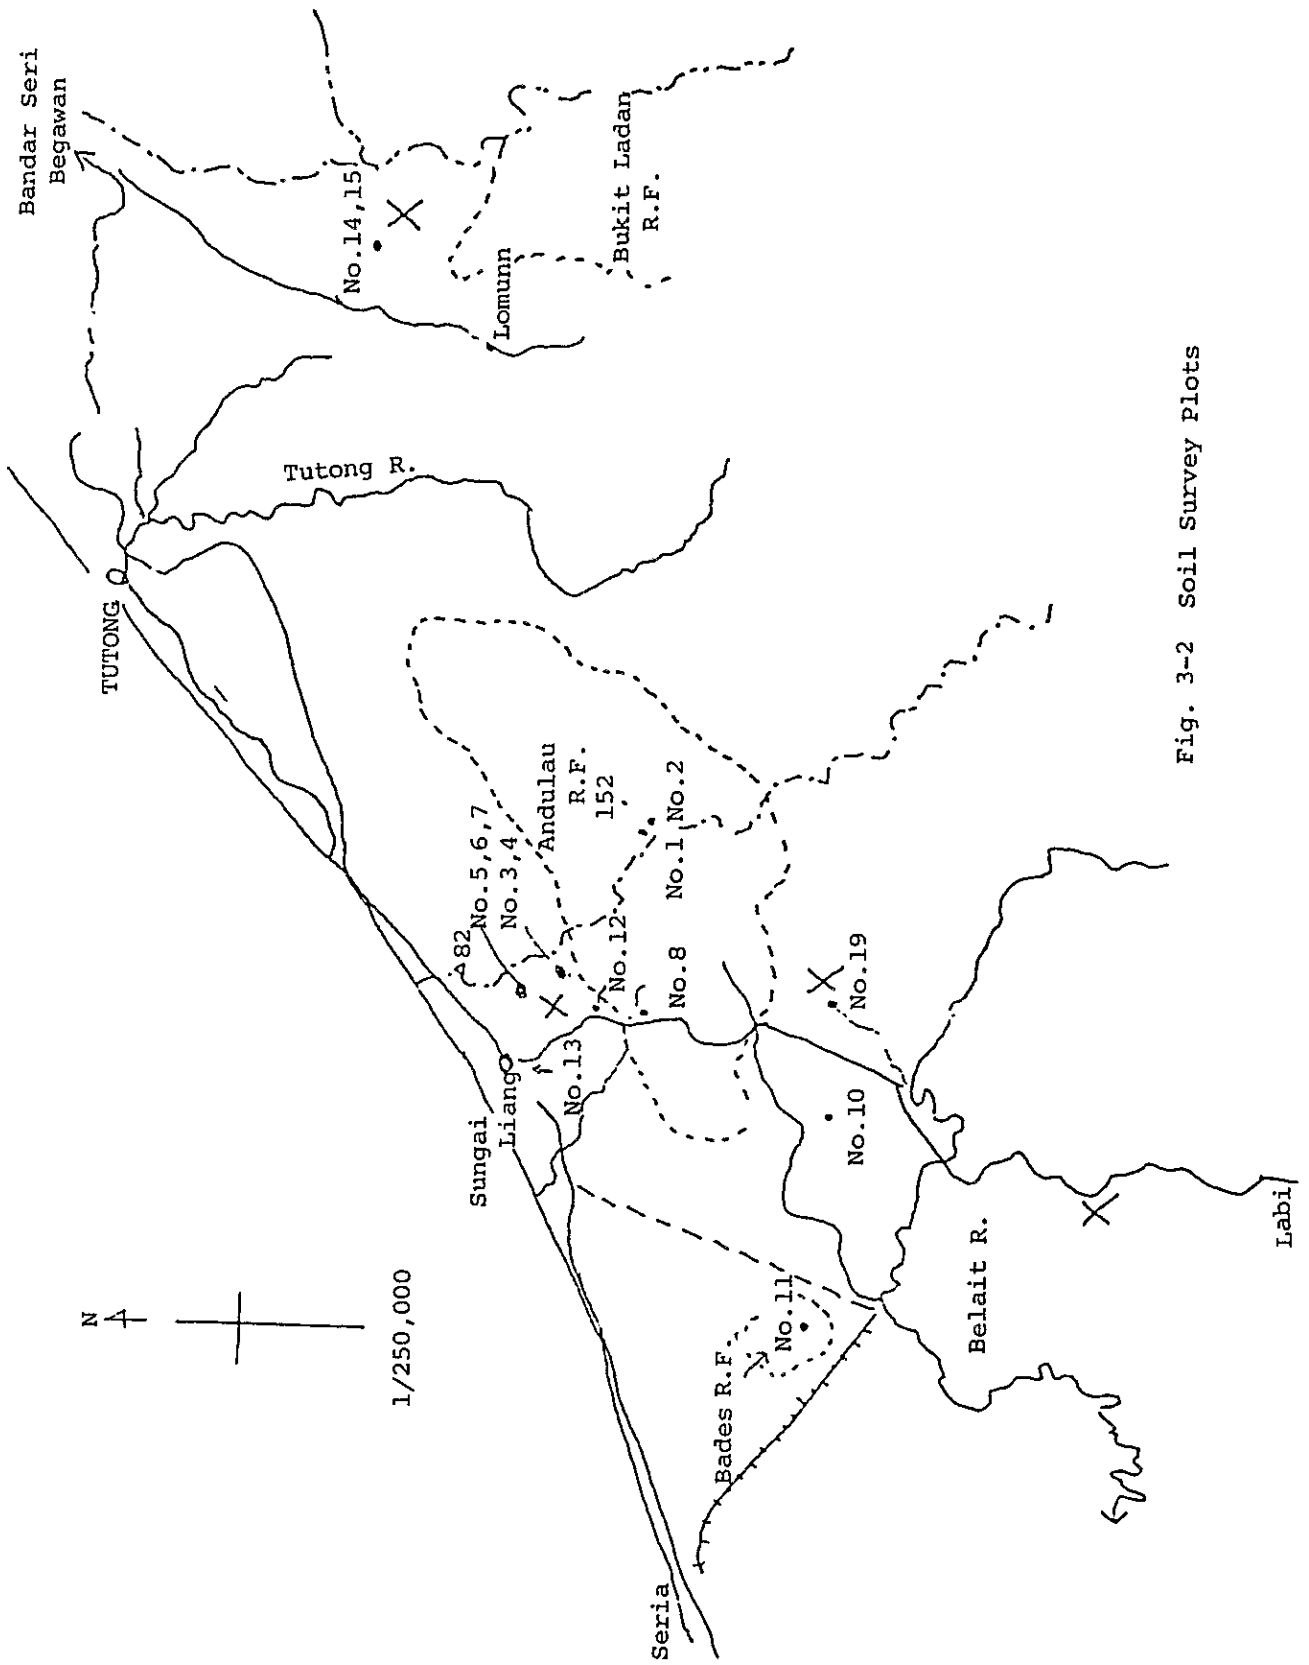 Bandar Seri
Begawan
No.14,15
Lomunn
Bukit Ladan
R.F.
Tutong R.
TUTONG
Andulau
R.F.
152
No.1 No.2
82
No.5,6,7
No.3,4
No.12
No.8
No.19
No.13
Sungai
Liang
No.10
N
1/250,000
Bades R.F.
No.11
Belait R.
Labi
Seria
Fig. 3-2 Soil Survey Plots